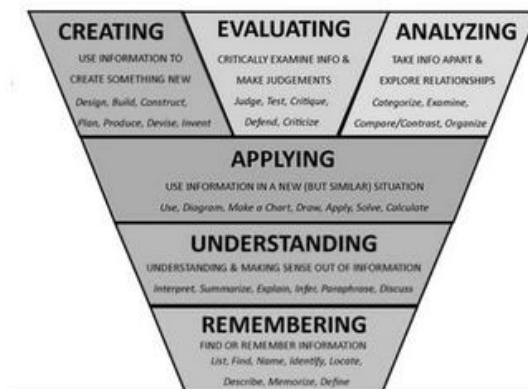 CREATING
USE INFORMATION TO
CREATE SOMETHING NEW
Design, Build, Construct,
Plan, Produce, Devise, Invent
EVALUATING
CRITICALLY EXAMINE INFO &
MAKE JUDGEMENTS
Judge, Test, Critique,
Defend, Criticize
ANALYZING
TAKE INFO APART &
EXPLORE RELATIONSHIPS
Categorize, Examine,
Compare/Contrast, Organize
APPLYING
USE INFORMATION IN A NEW (BUT SIMILAR) SITUATION
Use, Diagram, Make a Chart, Draw, Apply, Solve, Calculate
UNDERSTANDING
UNDERSTANDING & MAKING SENSE OUT OF INFORMATION
Interpret, Summarize, Explain, Infer, Paraphrase, Discuss
REMEMBERING
FIND OR REMEMBER INFORMATION
List, Find, Name, Identify, Locate,
Describe, Memorize, Define